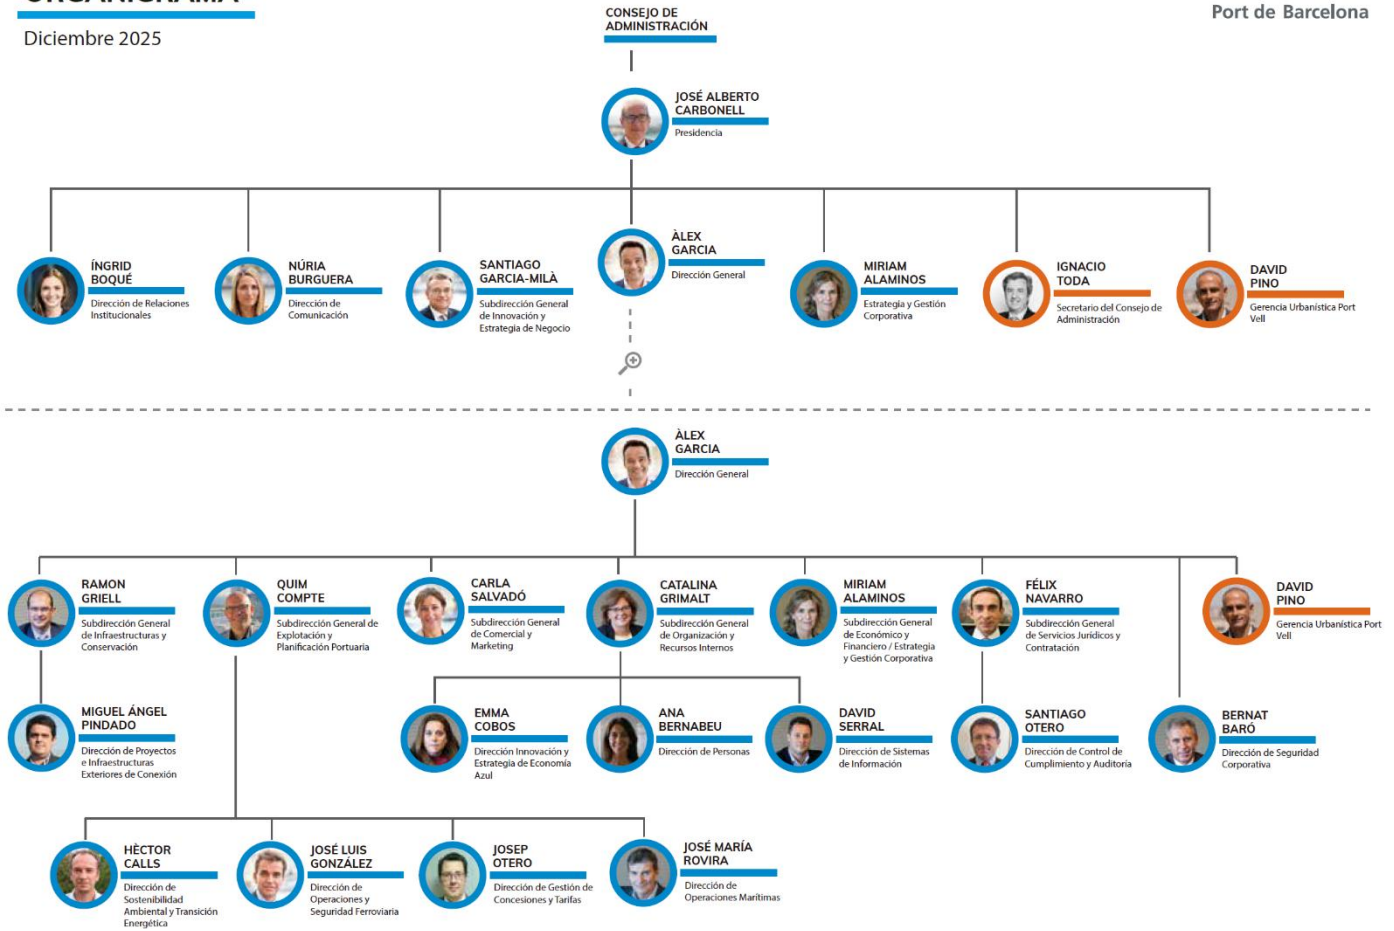 ORGANIGRAMA
Diciembre 2025
Port de Barcelona
CONSEJO DE
ADMINISTRACIÓN
JOSÉ ALBERTO
CARBONELL
Presidencia
ÍNGRID
BOQUÉ
Dirección de Relaciones
Institucionales
NÚRIA
BURGUERA
Dirección de
Comunicación
SANTIAGO
GARCIA-MILÀ
Subdirección General
de Innovación y
Estrategia de Negocio
ÀLEX
GARCIA
Dirección General
MIRIAM
ALAMINOS
Estrategia y Gestión
Corporativa
IGNACIO
TODA
Secretario del Consejo de
Administración
DAVID
PINO
Gerencia Urbanística Port
Vell
ÀLEX
GARCIA
Dirección General
RAMON
GRIELL
Subdirección General
de Infraestructuras y
Conservación
QUIM
COMPTE
Subdirección General de
Explotación y
Planificación Portuaria
CARLA
SALVADÓ
Subdirección General
de Comercial y
Marketing
CATALINA
GRIMALT
Subdirección General
de Organización y
Recursos Internos
MIRIAM
ALAMINOS
Subdirección General
de Económico y
Financiero / Estrategia
y Gestión Corporativa
FÉLIX
NAVARRO
Subdirección General
de Servicios Jurídicos y
Contratación
DAVID
PINO
Gerencia Urbanística Port
Vell
MIGUEL ÁNGEL
PINDADO
Dirección de Proyectos
e Infraestructuras
Exteriores de Conexión
EMMA
COBOS
Dirección Innovación y
Estrategia de Economía
Azul
ANA
BERNABEU
Dirección de Personas
DAVID
SERRAL
Dirección de Sistemas
de Información
SANTIAGO
OTERO
Dirección de Control de
Cumplimiento y Auditoría
BERNAT
BARÓ
Dirección de Seguridad
Corporativa
HÈCTOR
CALLS
Dirección de
Sostenibilidad
Ambiental y Transición
Energética
JOSÉ LUIS
GONZÁLEZ
Dirección de
Operaciones y
Seguridad Ferroviaria
JOSEP
OTERO
Dirección de Gestión de
Concesiones y Tarifas
JOSÉ MARÍA
ROVIRA
Dirección de
Operaciones Marítimas